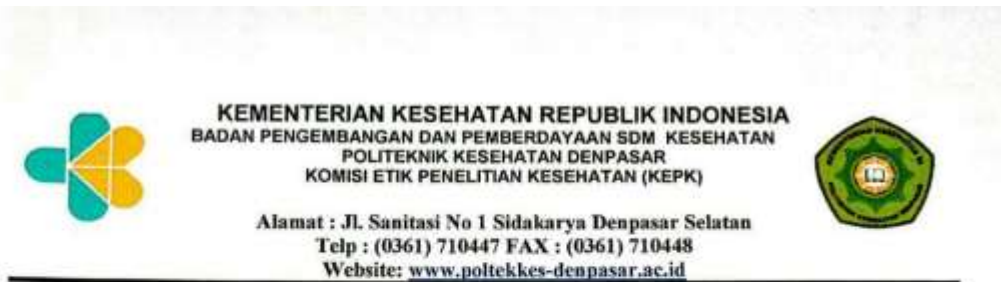 KEMENTERIAN KESEHATAN REPUBLIK INDONESIA
BADAN PENGEMBANGAN DAN PEMBERDAYAAN SDM KESEHATAN
POLITEKNIK KESEHATAN DENPASAR
KOMISI ETIK PENELITIAN KESEHATAN (KEPK)
Alamat : Jl. Sanitasi No 1 Sidakarya Denpasar Selatan
Telp : (0361) 710447 FAX : (0361) 710448
Website: www.poltekkes-denpasar.ac.id